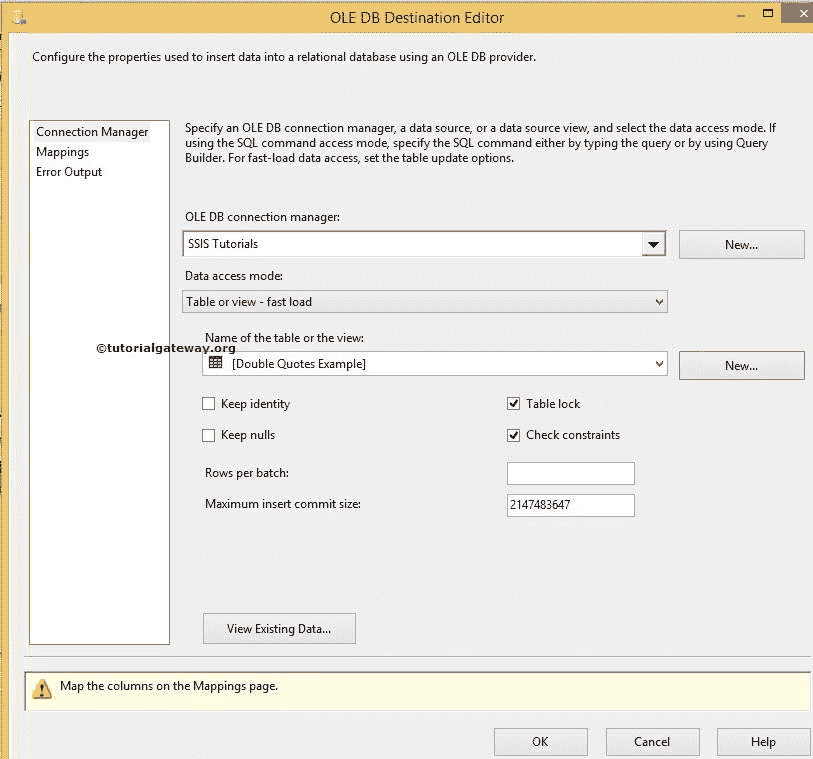 OLE DB Destination Editor
Configure the properties used to insert data into a relational database using an OLE DB provider.
Connection Manager
Mappings
Error Output
Specify an OLE DB connection manager, a data source, or a data source view, and select the data access mode. If
using the SQL command access mode, specify the SQL command either by typing the query or by using Query
Builder. For fast-load data access, set the table update options.
OLE DB connection manager:
SSIS Tutorials
New...
Data access mode:
Table or view - fast load
Name of the table or the view:
©tutorialgateway.org
[Double Quotes Example]
New...
Keep identity
Table lock
Keep nulls
Check constraints
Rows per batch:
Maximum insert commit size:
2147483647
View Existing Data...
Map the columns on the Mappings page.
OK
Cancel
Help